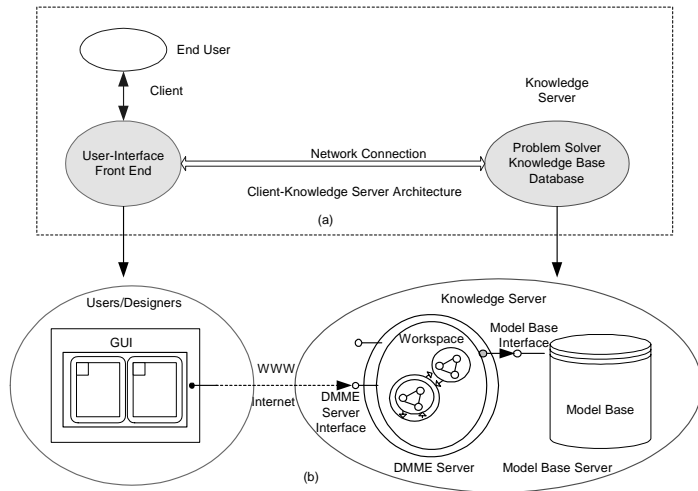 End User
Client
Knowledge
Server
User-Interface
Front End
Network Connection
Problem Solver
Knowledge Base
Database
Client-Knowledge Server Architecture
(a)
Users/Designers
GUI
WWW
Internet
Knowledge Server
Workspace
Model Base
Interface
DMME
Server
Interface
Model Base
DMME Server
Model Base Server
(b)